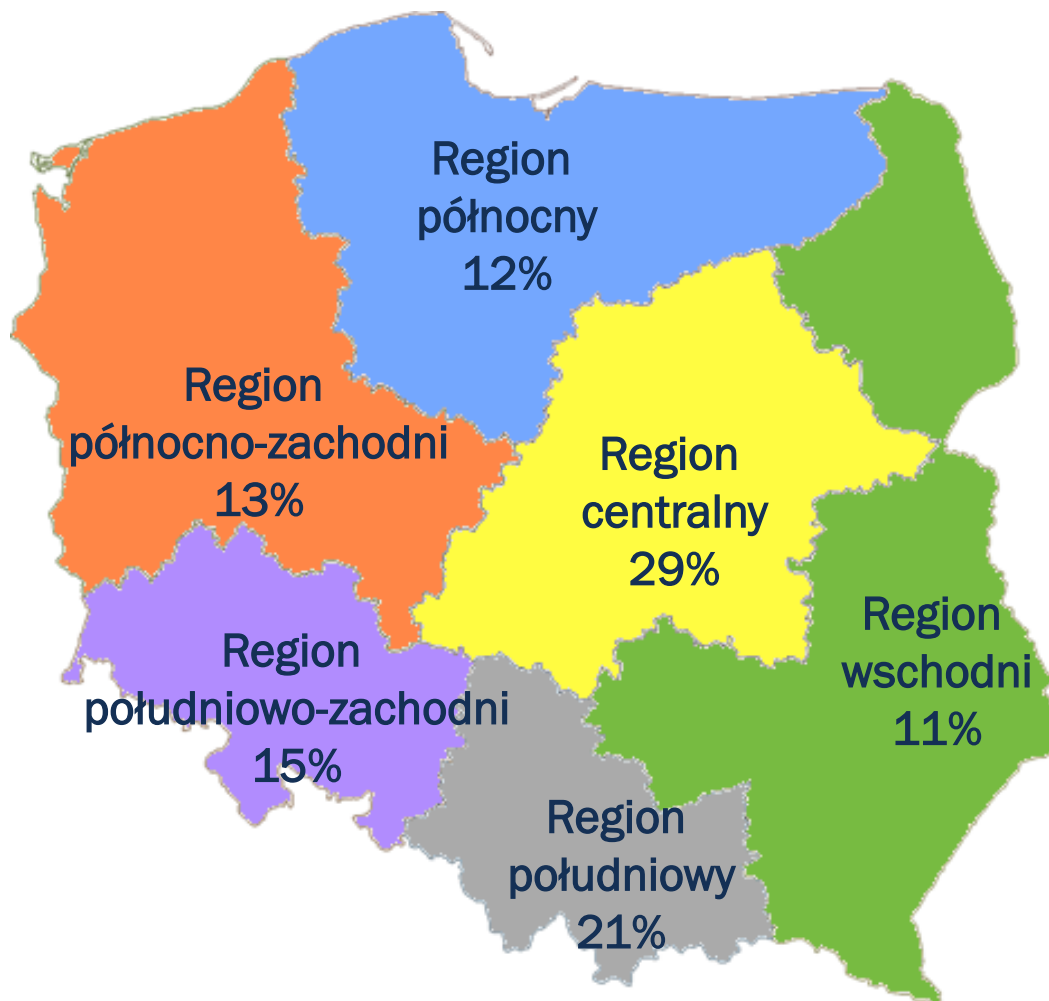 Region
północny
12%
Region
północno-zachodni
13%
Region
centralny
29%
Region
wschodni
11%
Region
południowo-zachodni
15%
Region
południowy
21%